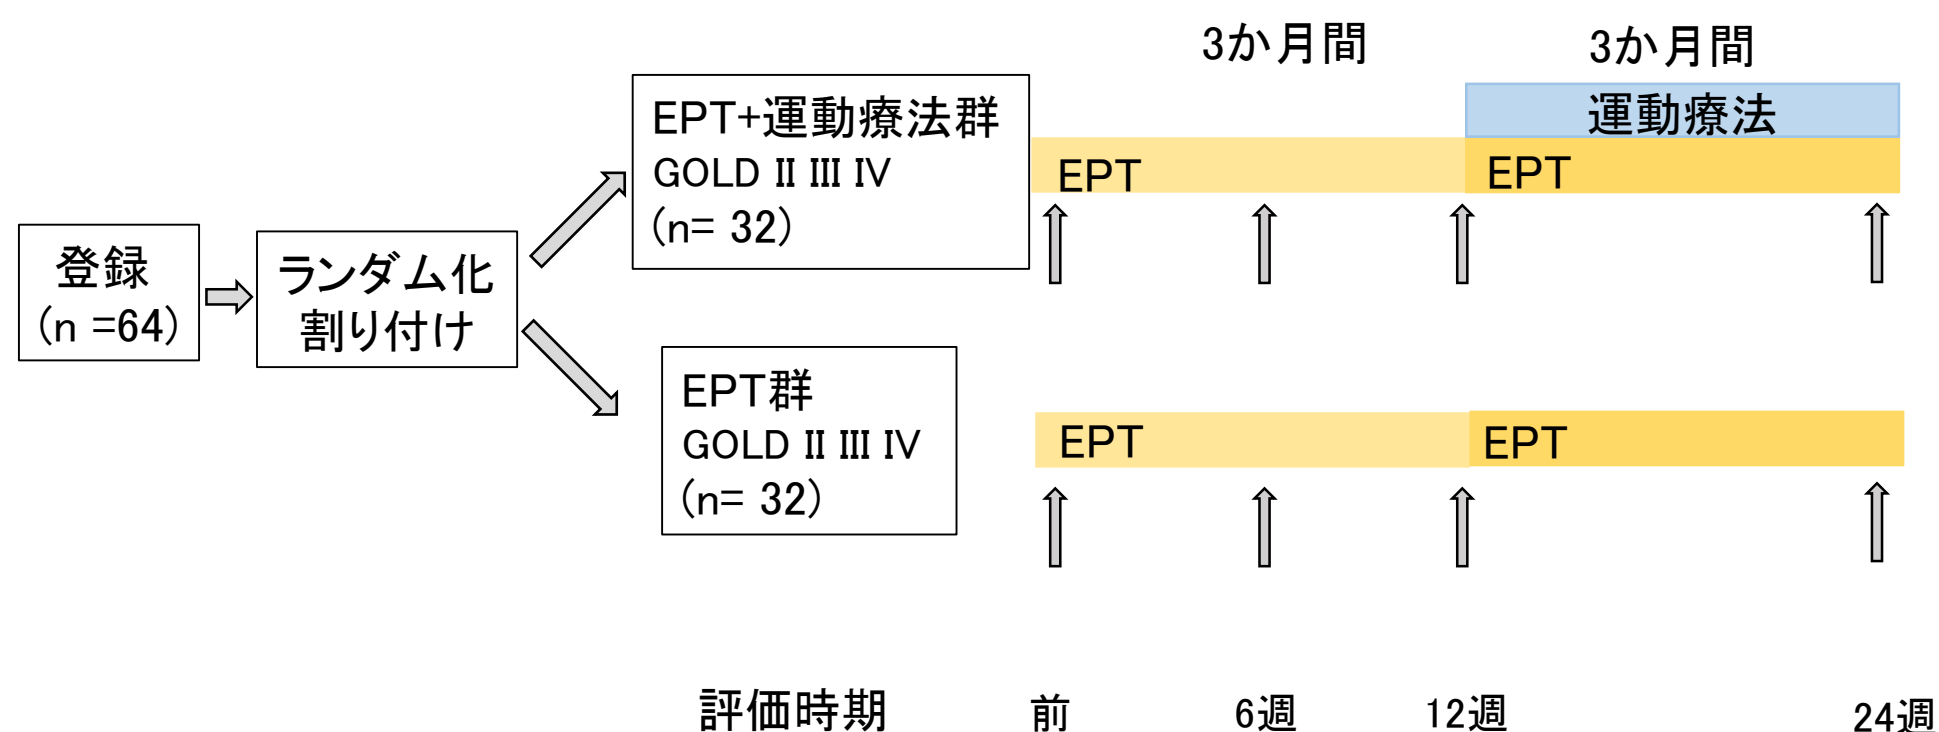 3か月間
3か月間
運動療法
EPT+運動療法群
GOLD II III IV
(n= 32)
EPT
EPT
登録
(n =64)
ランダム化
割り付け
EPT群
GOLD II III IV
(n= 32)
EPT
EPT
評価時期
前
6週
12週
24週